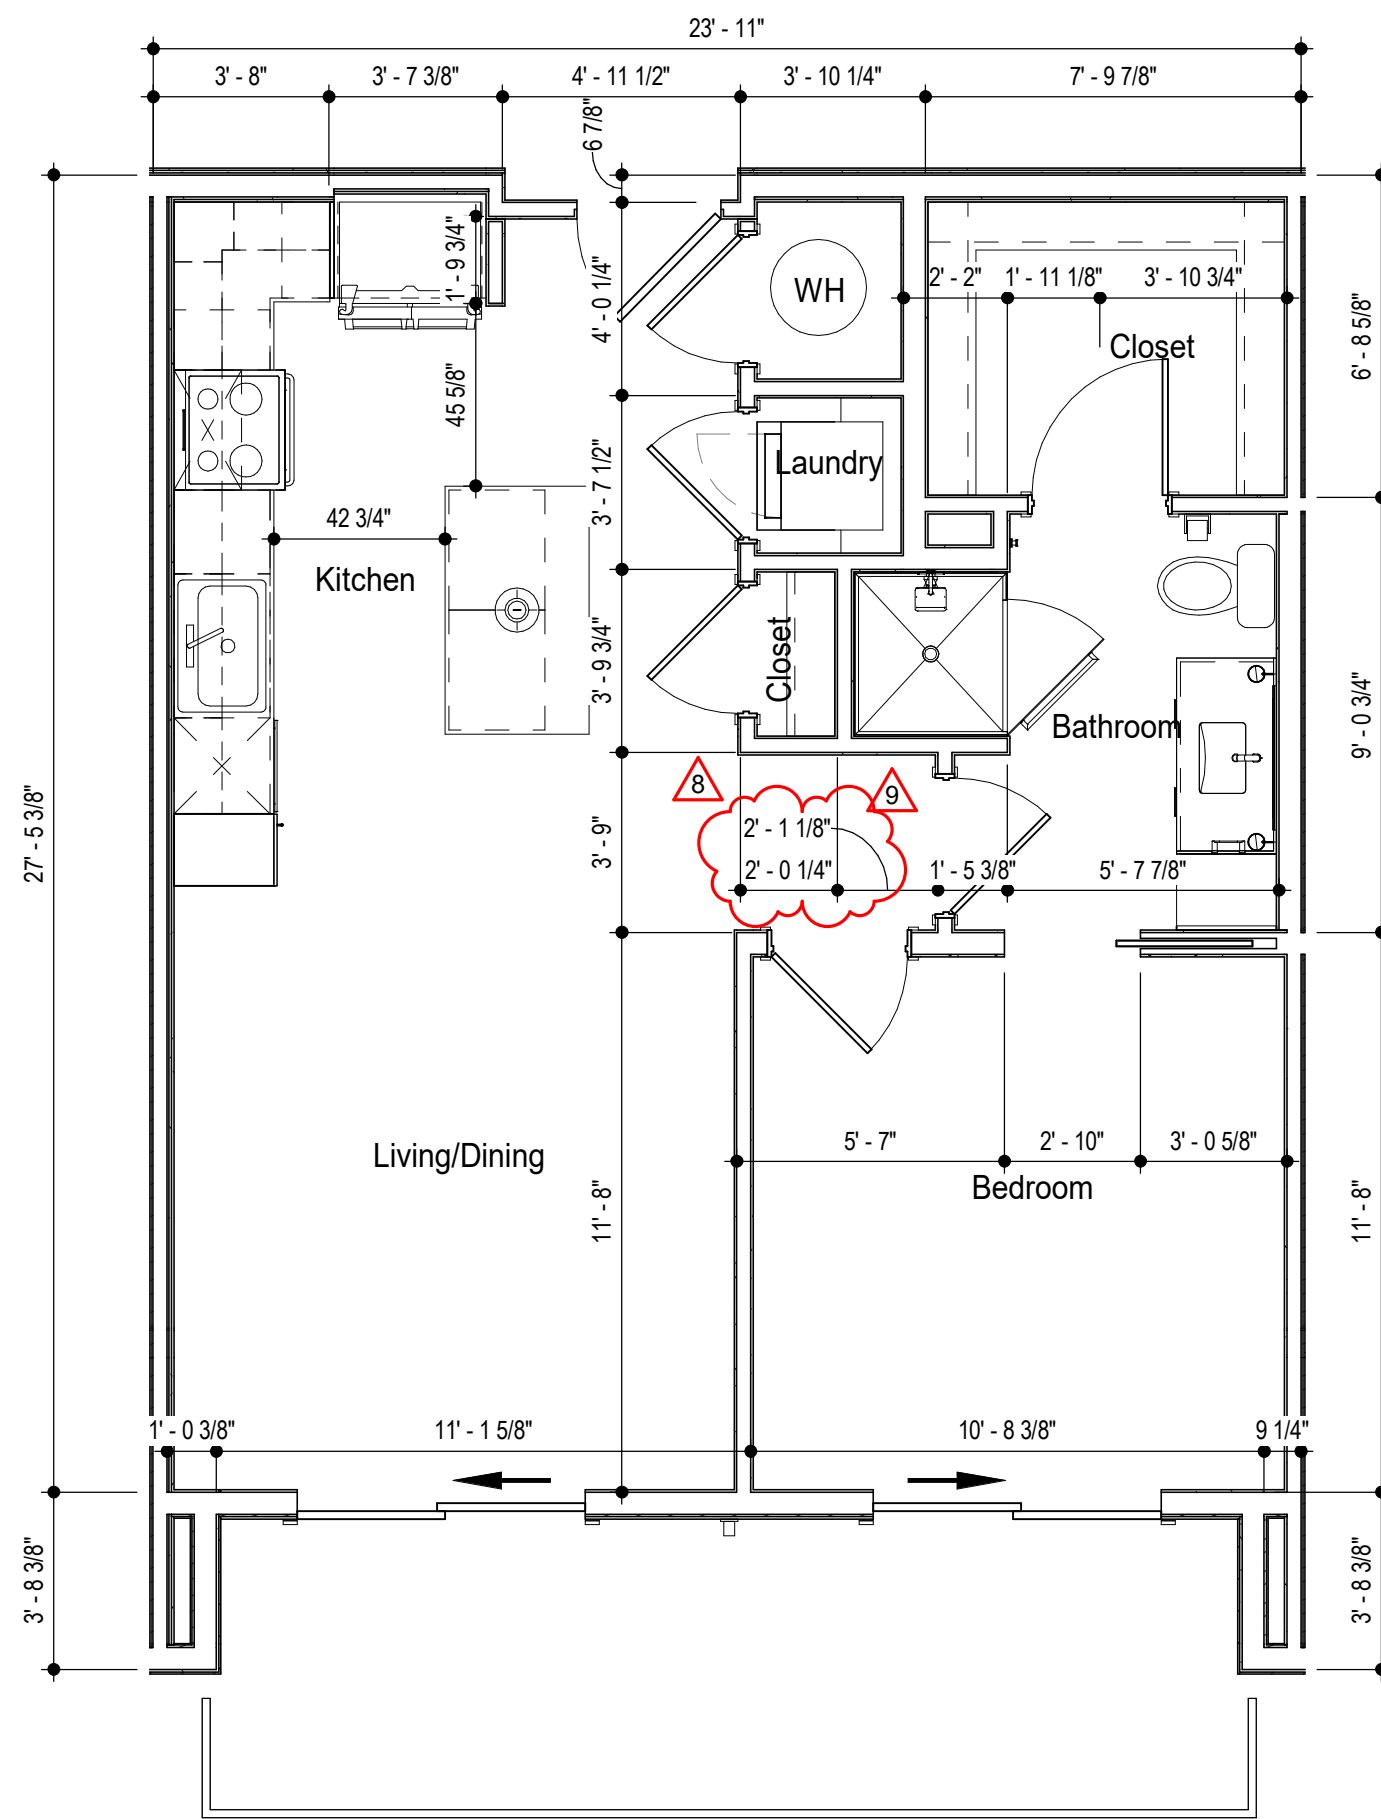 23' - 11"
3' - 8"
3' - 7 3/8"
4' - 11 1/2"
3' - 10 1/4"
7' - 9 7/8"
6 7/8"
1' - 9 3/4"
4' - 0 1/4"
WH
2' - 2"
1' - 11 1/8"
3' - 10 3/4"
Closet
6' - 8 5/8"
45 5/8"
3' - 7 1/2"
Laundry
42 3/4"
Kitchen
3' - 9 3/4"
Closet
Bathroom
9' - 0 3/4"
27' - 5 3/8"
8
9
3' - 9"
2' - 1 1/8"
2' - 0 1/4"
1' - 5 3/8"
5' - 7 7/8"
Living/Dining
5' - 7"
2' - 10"
3' - 0 5/8"
Bedroom
11' - 8"
11' - 8"
1' - 0 3/8"
11' - 1 5/8"
10' - 8 3/8"
9 1/4"
3' - 8 3/8"
3' - 8 3/8"